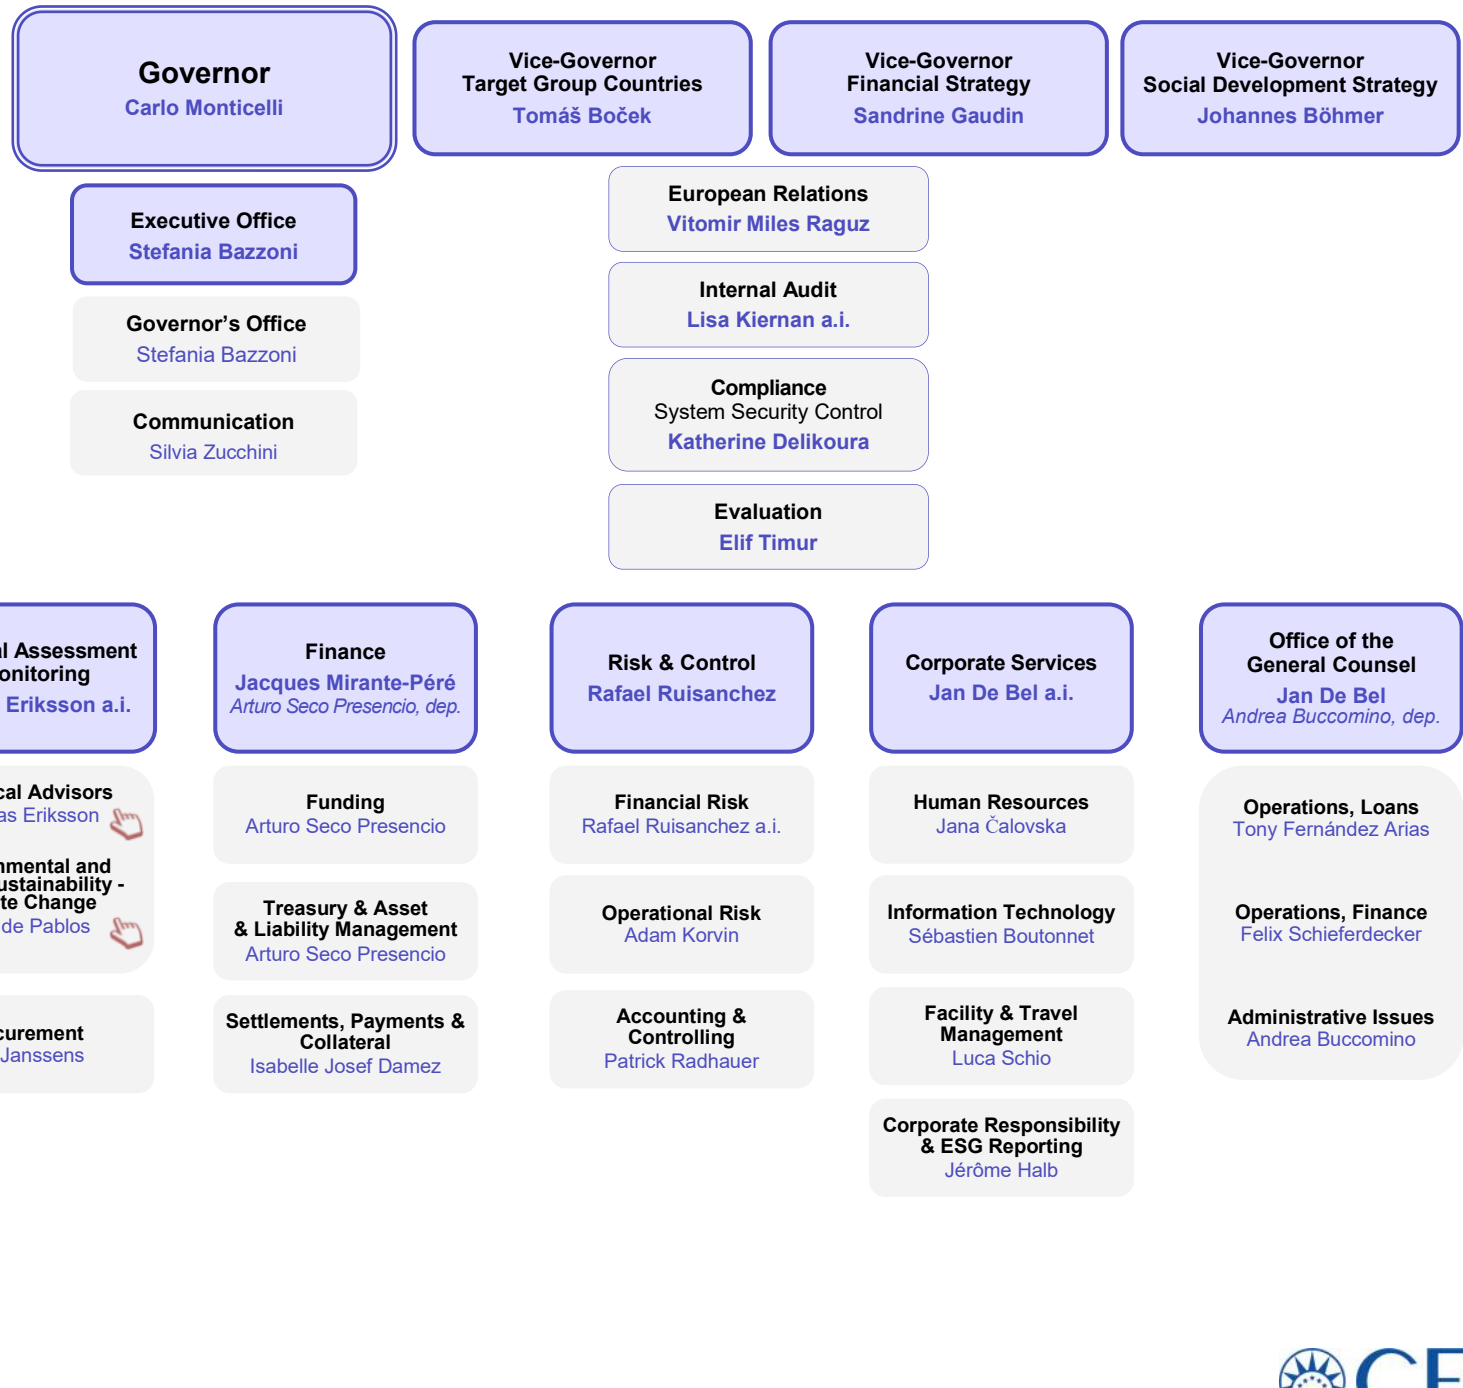 Governor
Carlo Monticelli
Vice-Governor
Target Group Countries
Tomáš Boček
Vice-Governor
Financial Strategy
Sandrine Gaudin
Vice-Governor
Social Development Strategy
Johannes Böhmer
Executive Office
Stefania Bazzoni
Governor’s Office
Stefania Bazzoni
Communication
Silvia Zucchini
European Relations
Vitomir Miles Raguz
Internal Audit
Lisa Kiernan a.i.
Compliance
System Security Control
Katherine Delikoura
Evaluation
Elif Timur
Assessment
Eriksson a.i.
Advisors
Eriksson
and
-
Change
de Pablos
Janssens
Finance
Jacques Mirante-Péré
Arturo Seco Presencio, dep.
Funding
Arturo Seco Presencio
Treasury & Asset
& Liability Management
Arturo Seco Presencio
Settlements, Payments &
Collateral
Isabelle Josef Damez
Risk & Control
Rafael Ruisanchez
Financial Risk
Rafael Ruisanchez a.i.
Operational Risk
Adam Korvin
Accounting &
Controlling
Patrick Radhauer
Corporate Services
Jan De Bel a.i.
Human Resources
Jana Čalovska
Information Technology
Sébastien Boutonnet
Facility & Travel
Management
Luca Schio
Corporate Responsibility
& ESG Reporting
Jérôme Halb
Office of the
General Counsel
Jan De Bel
Andrea Buccomino, dep.
Operations, Loans
Tony Fernández Arias
Operations, Finance
Felix Schieferdecker
Administrative Issues
Andrea Buccomino